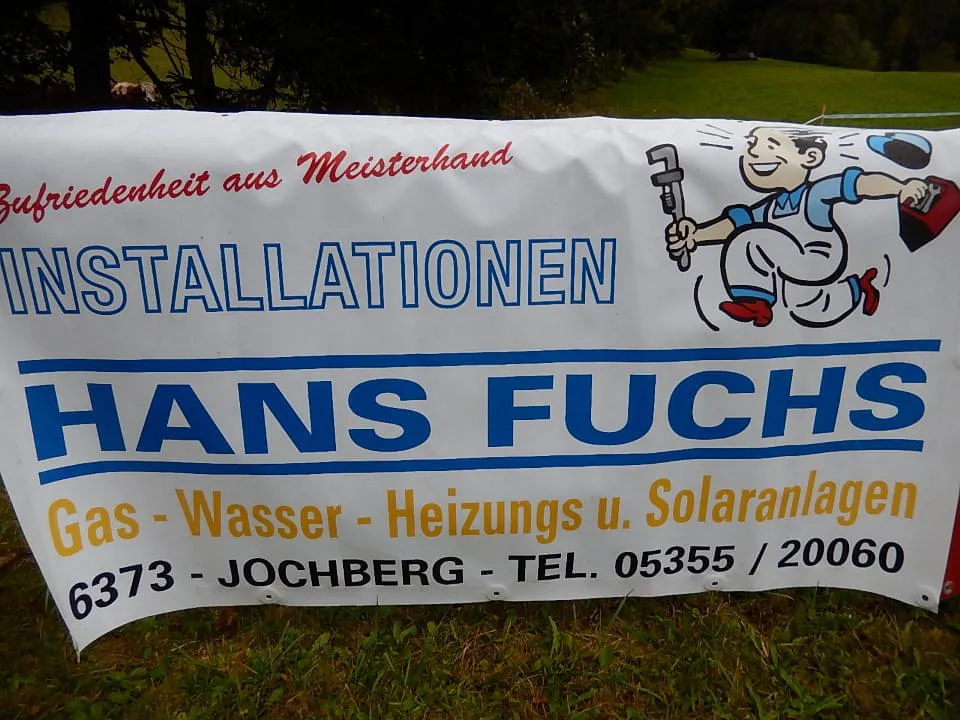 Zufriedenheit aus Meisterhand
INSTALLATIONEN
HANS FUCHS
Gas - Wasser - Heizungs u. Solaranlagen
6373 - JOCHBERG - TEL. 05355 / 20060